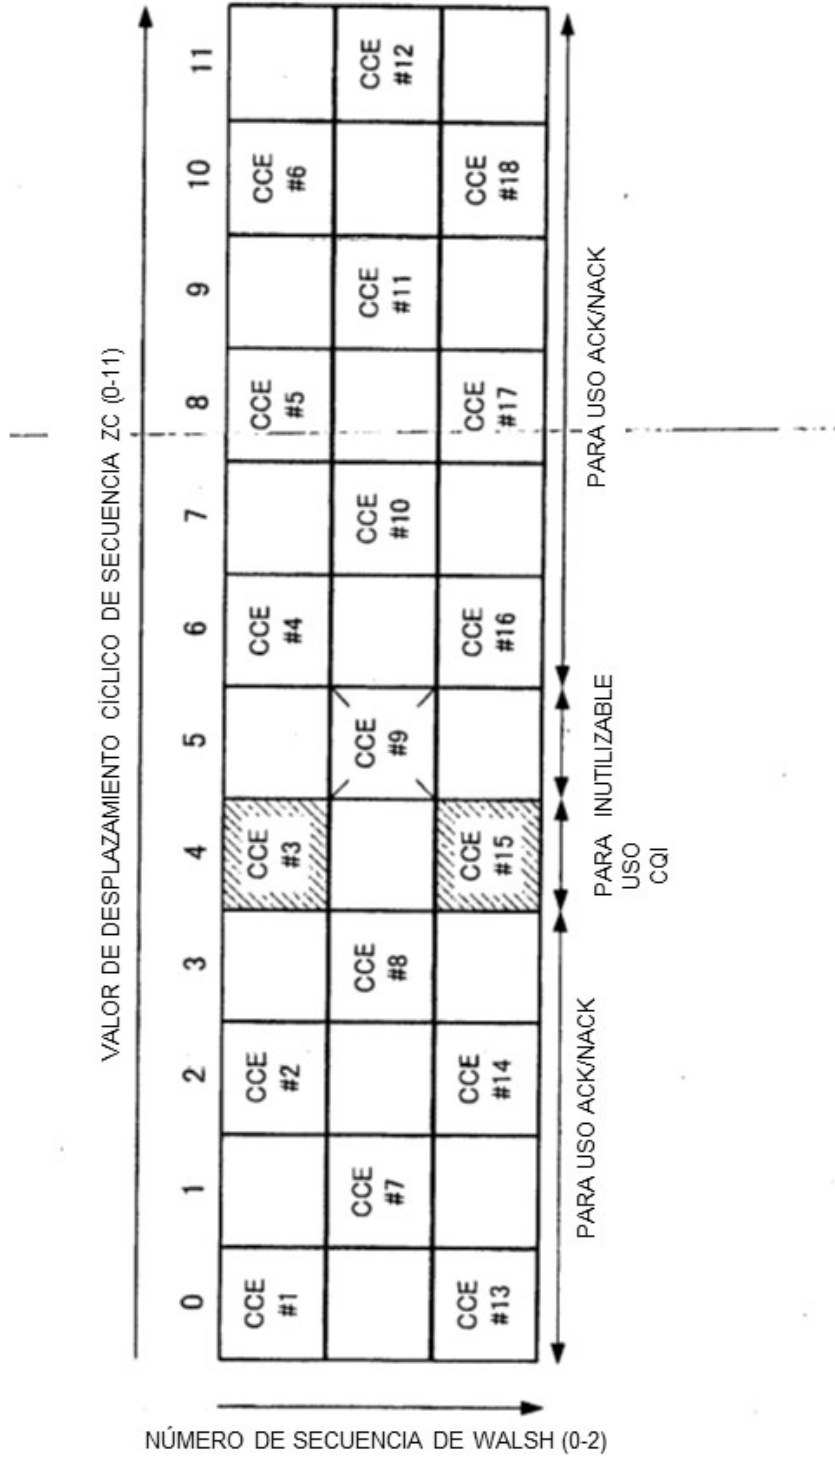 VALOR DE DESPLAZAMIENTO CÍCLICO DE SECUENCIA ZC (0-11)
0 1 2 3 4 5 6 7 8 9 10 11
CCE #1
CCE #2
CCE #3
CCE #4
CCE #5
CCE #6
CCE #7
CCE #8
CCE #9
CCE #10
CCE #11
CCE #12
CCE #13
CCE #14
CCE #15
CCE #16
CCE #17
CCE #18
PARA USO ACK/NACK
PARA USO CQI
INUTILIZABLE
PARA USO ACK/NACK
NÚMERO DE SECUENCIA DE WALSH (0-2)